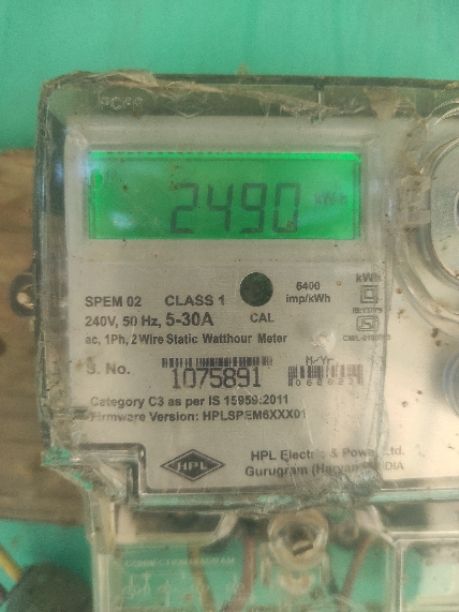 2490 kWh
SPEM 02 CLASS 1
6400
imp/kWh
kWh
240V, 50 Hz, 5-30A
CAL
ac, 1Ph, 2 Wire Static Watthour Meter
S. No. 1075891
M/Yr.
Category C3 as per IS 15959:2011
Firmware Version: HPLSPEM6XXX01
HPL
HPL Electric & Power Ltd.
Gurugram (Haryana) INDIA